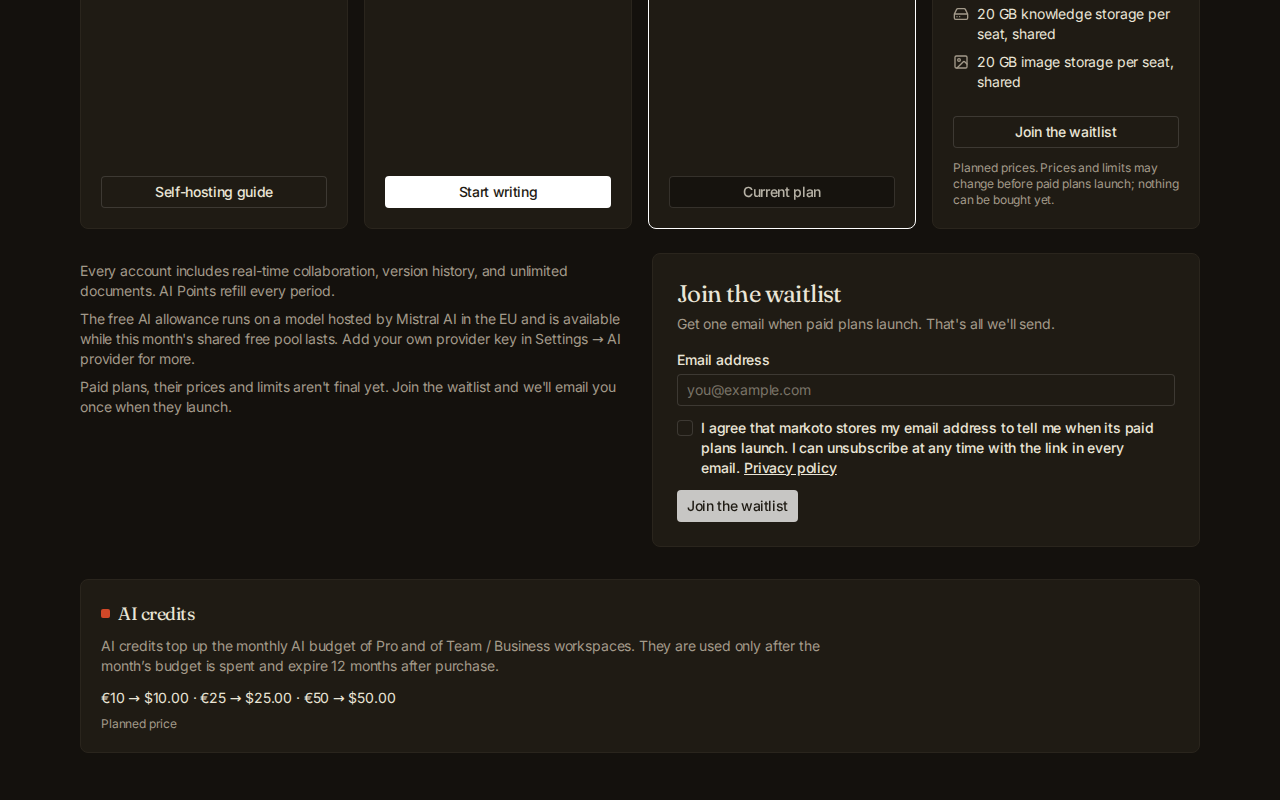 20 GB knowledge storage per
seat, shared
20 GB image storage per seat,
shared
Self-hosting guide
Start writing
Current plan
Join the waitlist
Planned prices. Prices and limits may
change before paid plans launch; nothing
can be bought yet.
Every account includes real-time collaboration, version history, and unlimited
documents. AI Points refill every period.
The free AI allowance runs on a model hosted by Mistral AI in the EU and is available
while this month's shared free pool lasts. Add your own provider key in Settings → AI
provider for more.
Paid plans, their prices and limits aren't final yet. Join the waitlist and we'll email you
once when they launch.
Join the waitlist
Get one email when paid plans launch. That's all we'll send.
Email address
you@example.com
I agree that markoto stores my email address to tell me when its paid
plans launch. I can unsubscribe at any time with the link in every
email. Privacy policy
Join the waitlist
AI credits
AI credits top up the monthly AI budget of Pro and of Team / Business workspaces. They are used only after the
month's budget is spent and expire 12 months after purchase.
€10 → $10.00 · €25 → $25.00 · €50 → $50.00
Planned price